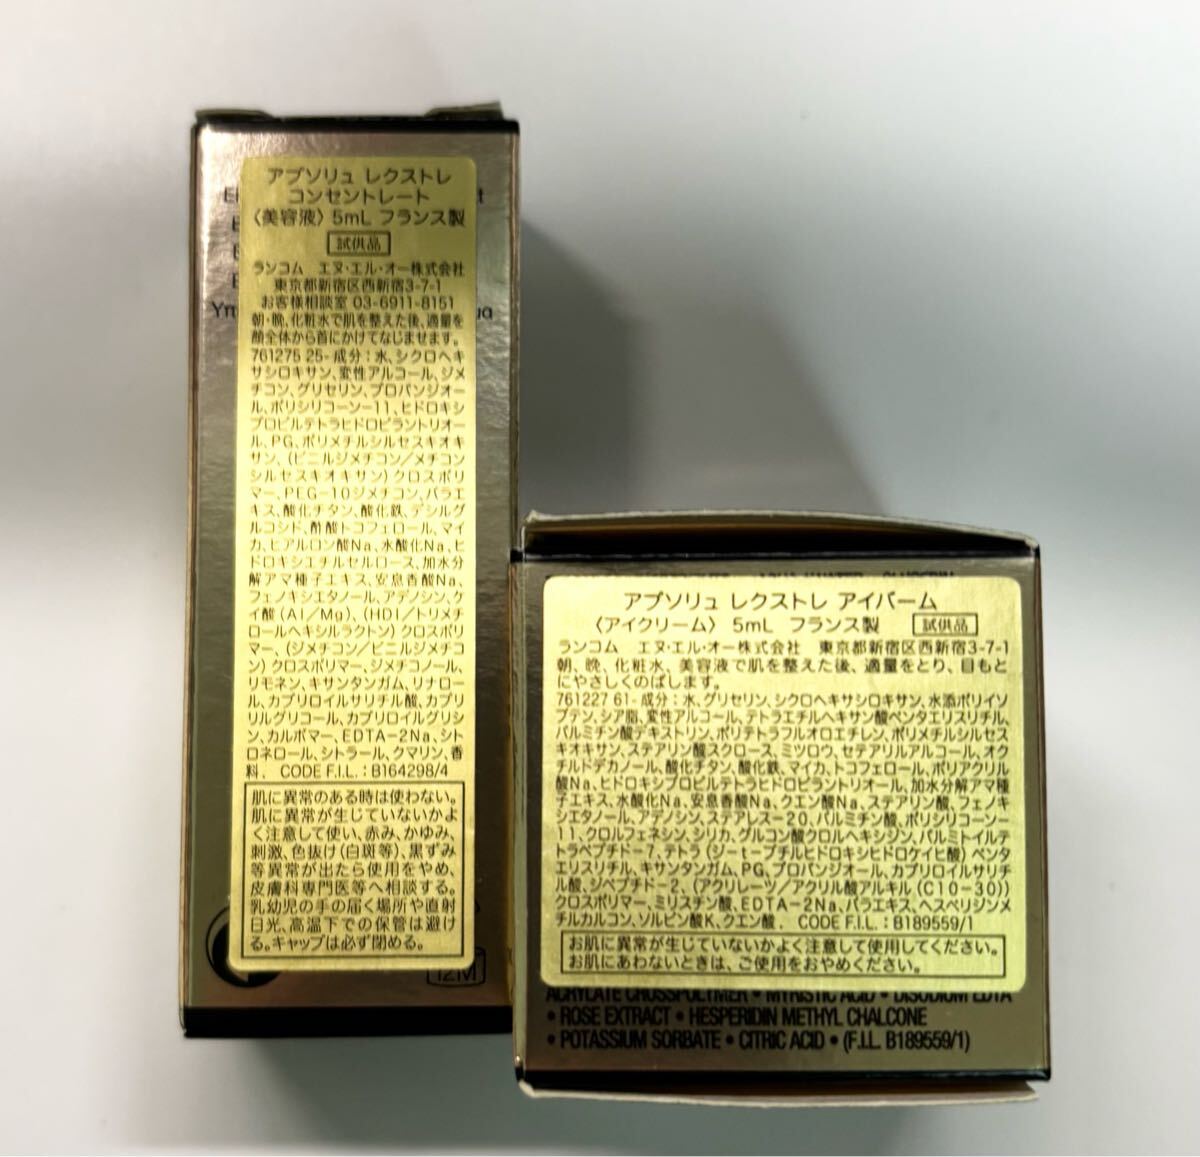 アプソリュ レクストレ
コンセントレート
〈美容液〉 5mL フランス製
試供品
ランコム エヌ・エル・オー株式会社
東京都新宿区西新宿3-7-1
お客様相談室 03-6911-8151
朝・晩、化粧水で肌を整えた後、適量を
顔全体から首にかけてなじませます。
761275 25-成分：水、シクロヘキ
サシロキサン、変性アルコール、ジメ
チコン、グリセリン、プロパンジオー
ル、ポリシリコーン-11、ヒドロキシ
プロピルテトラヒドロピラントリオー
ル、PG、ポリメチルシルセスキオキ
サン、(ビニルジメチコン/メチコン
シルセスキオキサン)クロスポリ
マー、PEG-10ジメチコン、バラエ
キス、酸化チタン、酸化鉄、デシルグ
ルコシド、酢酸トコフェロール、マイ
カ、ヒアルロン酸Na、水酸化Na、ヒ
ドロキシエチルセルロース、加水分
解アマ種子エキス、安息香酸Na、
フェノキシエタノール、アデノシン、ケ
イ酸(Al/Mg)、(HDI/トリメチ
ロールヘキシルラクトン)クロスポリ
マー、(ジメチコン/ビニルジメチコ
ン)クロスポリマー、ジメチコノール、
リモネン、キサンタンガム、リナロー
ル、カプリロイルサリチル酸、カプリ
リルグリコール、カプリロイルグリシ
ン、カルボマー、EDTA-2Na、シト
ロネロール、シトラール、クマリン、香
料. CODE F.I.L.：B164298/4
肌に異常のある時は使わない。
肌に異常が生じていないかよ
く注意して使い、赤み、かゆみ、
刺激、色抜け(白斑等)、黒ずみ
等異常が出たら使用をやめ、
皮膚科専門医等へ相談する。
乳幼児の手の届く場所や直射
日光、高温下での保管は避け
る。キャップは必ず閉める。
12M
アプソリュ レクストレ アイバーム
〈アイクリーム〉 5mL フランス製 試供品
ランコム エヌ・エル・オー株式会社 東京都新宿区西新宿3-7-1
朝、晩、化粧水、美容液で肌を整えた後、適量をとり、目もと
にやさしくのばします。
761227 61-成分：水、グリセリン、シクロヘキサシロキサン、水添ポリイソ
ブテン、シア脂、変性アルコール、テトラエチルヘキサン酸ペンタエリスリチル、
パルミチン酸デキストリン、ポリテトラフルオロエチレン、ポリメチルシルセス
キオキサン、ステアリン酸スクロース、ミツロウ、セテアリルアルコール、オク
チルドデカノール、酸化チタン、酸化鉄、マイカ、トコフェロール、ポリアクリル
酸Na、ヒドロキシプロピルテトラヒドロピラントリオール、加水分解アマ種
子エキス、水酸化Na、安息香酸Na、クエン酸Na、ステアリン酸、フェノキ
シエタノール、アデノシン、ステアレス-20、パルミチン酸、ポリシリコーン-
11、クロルフェネシン、シリカ、グルコン酸クロルヘキシジン、パルミトイルテ
トラペプチド-7、テトラ(ジ-t-ブチルヒドロキシヒドロケイヒ酸)ペンタ
エリスリチル、キサンタンガム、PG、プロパンジオール、カプリロイルサリチ
ル酸、ジペプチド-2、(アクリレーツ/アクリル酸アルキル(C10-30))
クロスポリマー、ミリスチン酸、EDTA-2Na、バラエキス、ヘスペリジンメ
チルカルコン、ソルビン酸K、クエン酸. CODE F.I.L.：B189559/1
お肌に異常が生じていないかよく注意して使用してください。
お肌にあわないときは、ご使用をおやめください。
ACRYLATE CROSSPOLYMER • MYRISTIC ACID • DISODIUM EDTA
• ROSE EXTRACT • HESPERIDIN METHYL CHALCONE
• POTASSIUM SORBATE • CITRIC ACID • (F.I.L. B189559/1)